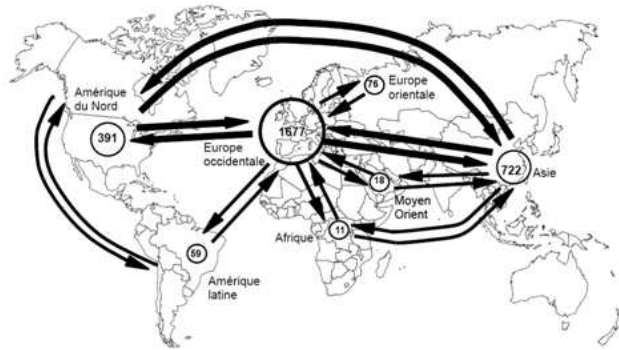 76
Europe
orientale
Amérique
du Nord
391
1677
Europe
occidentale
722
Asie
18
Moyen
Orient
Afrique
11
59
Amérique
latine